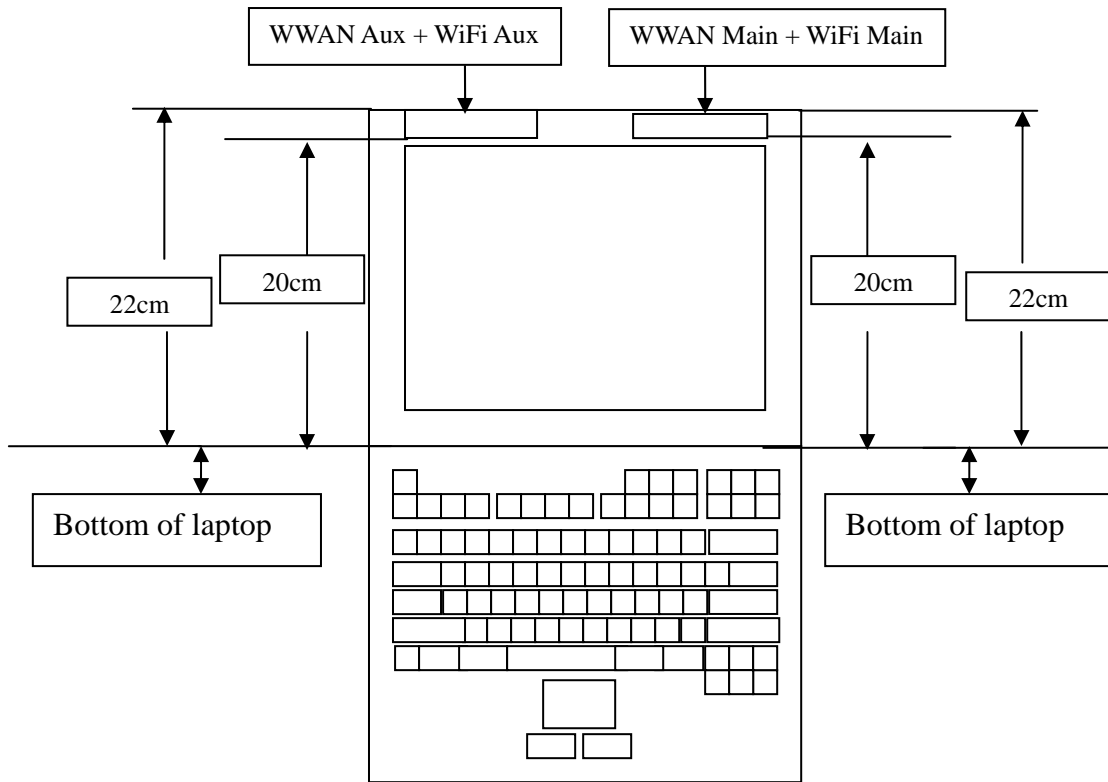 WWAN Aux + WiFi Aux
WWAN Main + WiFi Main
20cm
22cm
20cm
22cm
Bottom of laptop
Bottom of laptop